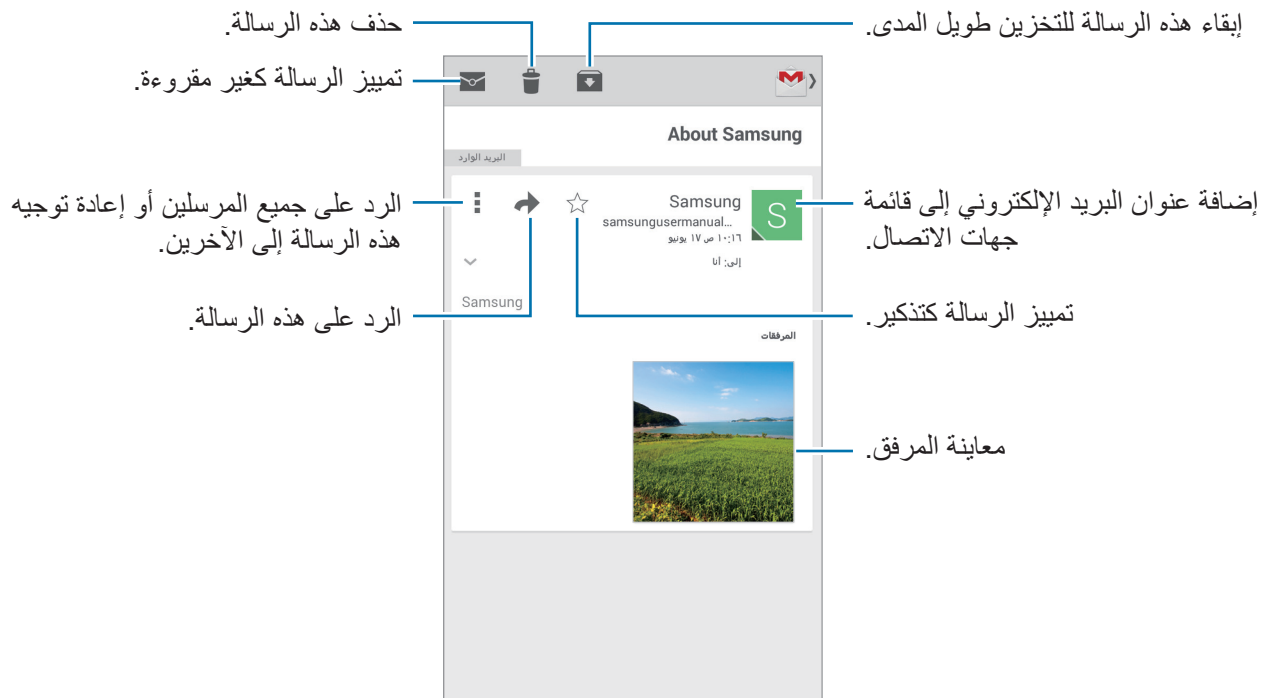 إبقاء هذه الرسالة للتخزين طويل المدى.
حذف هذه الرسالة.
تمييز الرسالة كغير مقروءة.
About Samsung
البريد الوارد
إضافة عنوان البريد الإلكتروني إلى قائمة
جهات الاتصال.
S
Samsung
samsungusermanual...
١٠:١٦ ص ١٧ يونيو
إلى: أنا
الرد على جميع المرسلين أو إعادة توجيه
هذه الرسالة إلى الآخرين.
Samsung
تمييز الرسالة كتذكير.
الرد على هذه الرسالة.
المرفقات
معاينة المرفق.